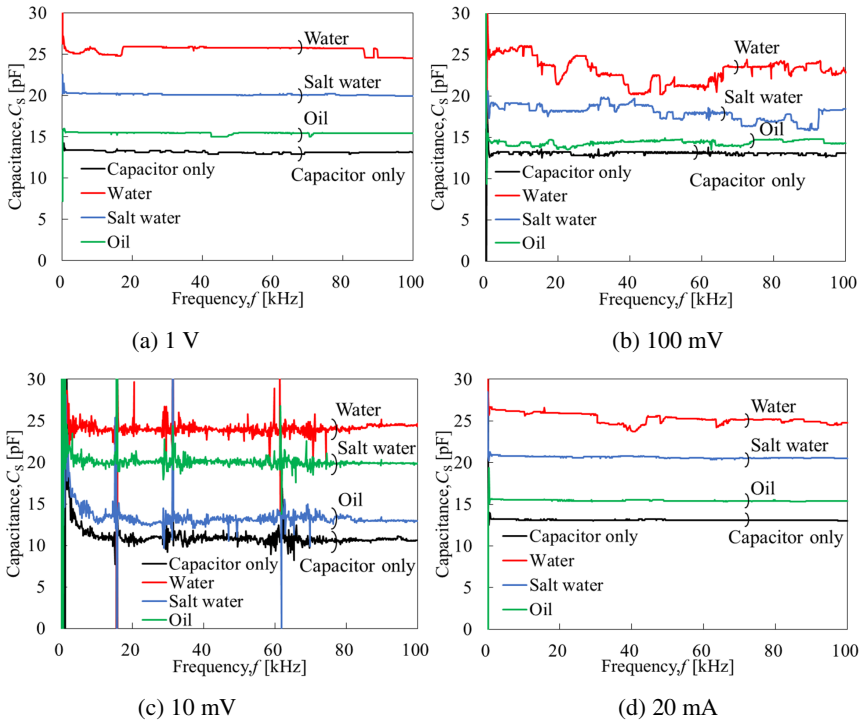 30
25
20
15
10
5
0
Capacitance, Cs [pF]
Water
Salt water
Oil
Capacitor only
Capacitor only
Water
Salt water
Oil
0 20 40 60 80 100
Frequency,f [kHz]
(a) 1 V
30
25
20
15
10
5
0
Capacitance, Cs [pF]
Water
Salt water
Oil
Capacitor only
Capacitor only
Water
Salt water
Oil
0 20 40 60 80 100
Frequency,f [kHz]
(b) 100 mV
30
25
20
15
10
5
0
Capacitance, Cs [pF]
Water
Salt water
Oil
Capacitor only
Capacitor only
Water
Salt water
Oil
0 20 40 60 80 100
Frequency,f [kHz]
(c) 10 mV
30
25
20
15
10
5
0
Capacitance, Cs [pF]
Water
Salt water
Oil
Capacitor only
Capacitor only
Water
Salt water
Oil
0 20 40 60 80 100
Frequency,f [kHz]
(d) 20 mA